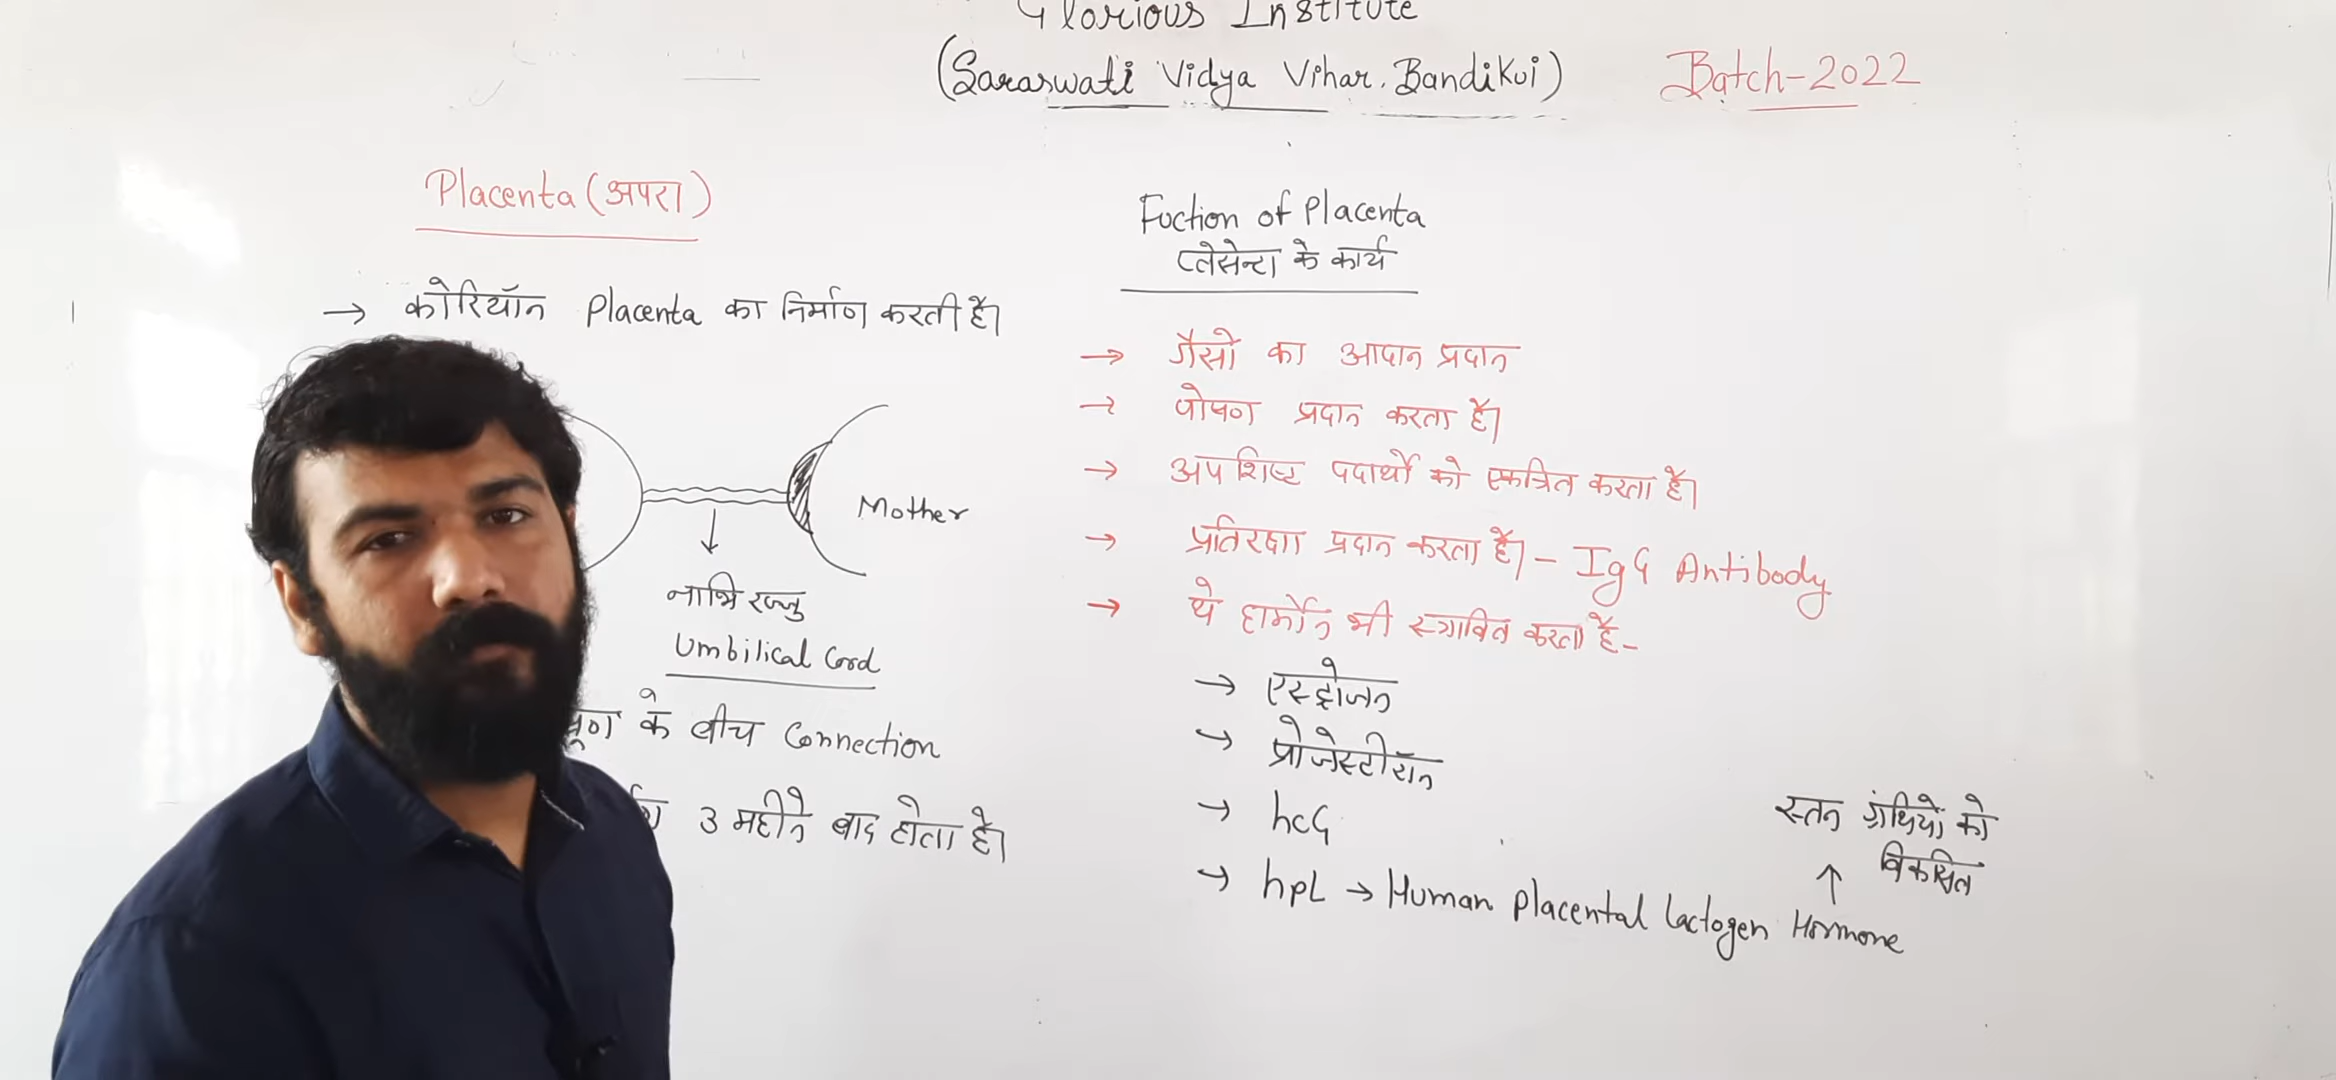 Glorious Institute
(Saraswati Vidya Vihar, Bandikui) Batch-2022
Placenta (अपरा)
→ कोरियॉन Placenta का निर्माण करती है।
Mother
नाभि रज्जु
Umbilical Cord
के बीच Connection
3 महीने बाद होता है।
Fuction of Placenta
प्लेसेन्टा के कार्य
→ गैसो का आदान प्रदान
→ पोषण प्रदान करता है।
→ अपशिष्ट पदार्थों को एकत्रित करता है।
→ प्रतिरक्षा प्रदान करता है। - IgG Antibody
→ ये हार्मोन भी स्त्रावित करता है-
→ एस्ट्रोजन
→ प्रोजेस्टीरॉन
→ hcG
→ hpL → Human Placental Lactogen Hormone
↑
स्तन ग्रंथियों को
विकसित